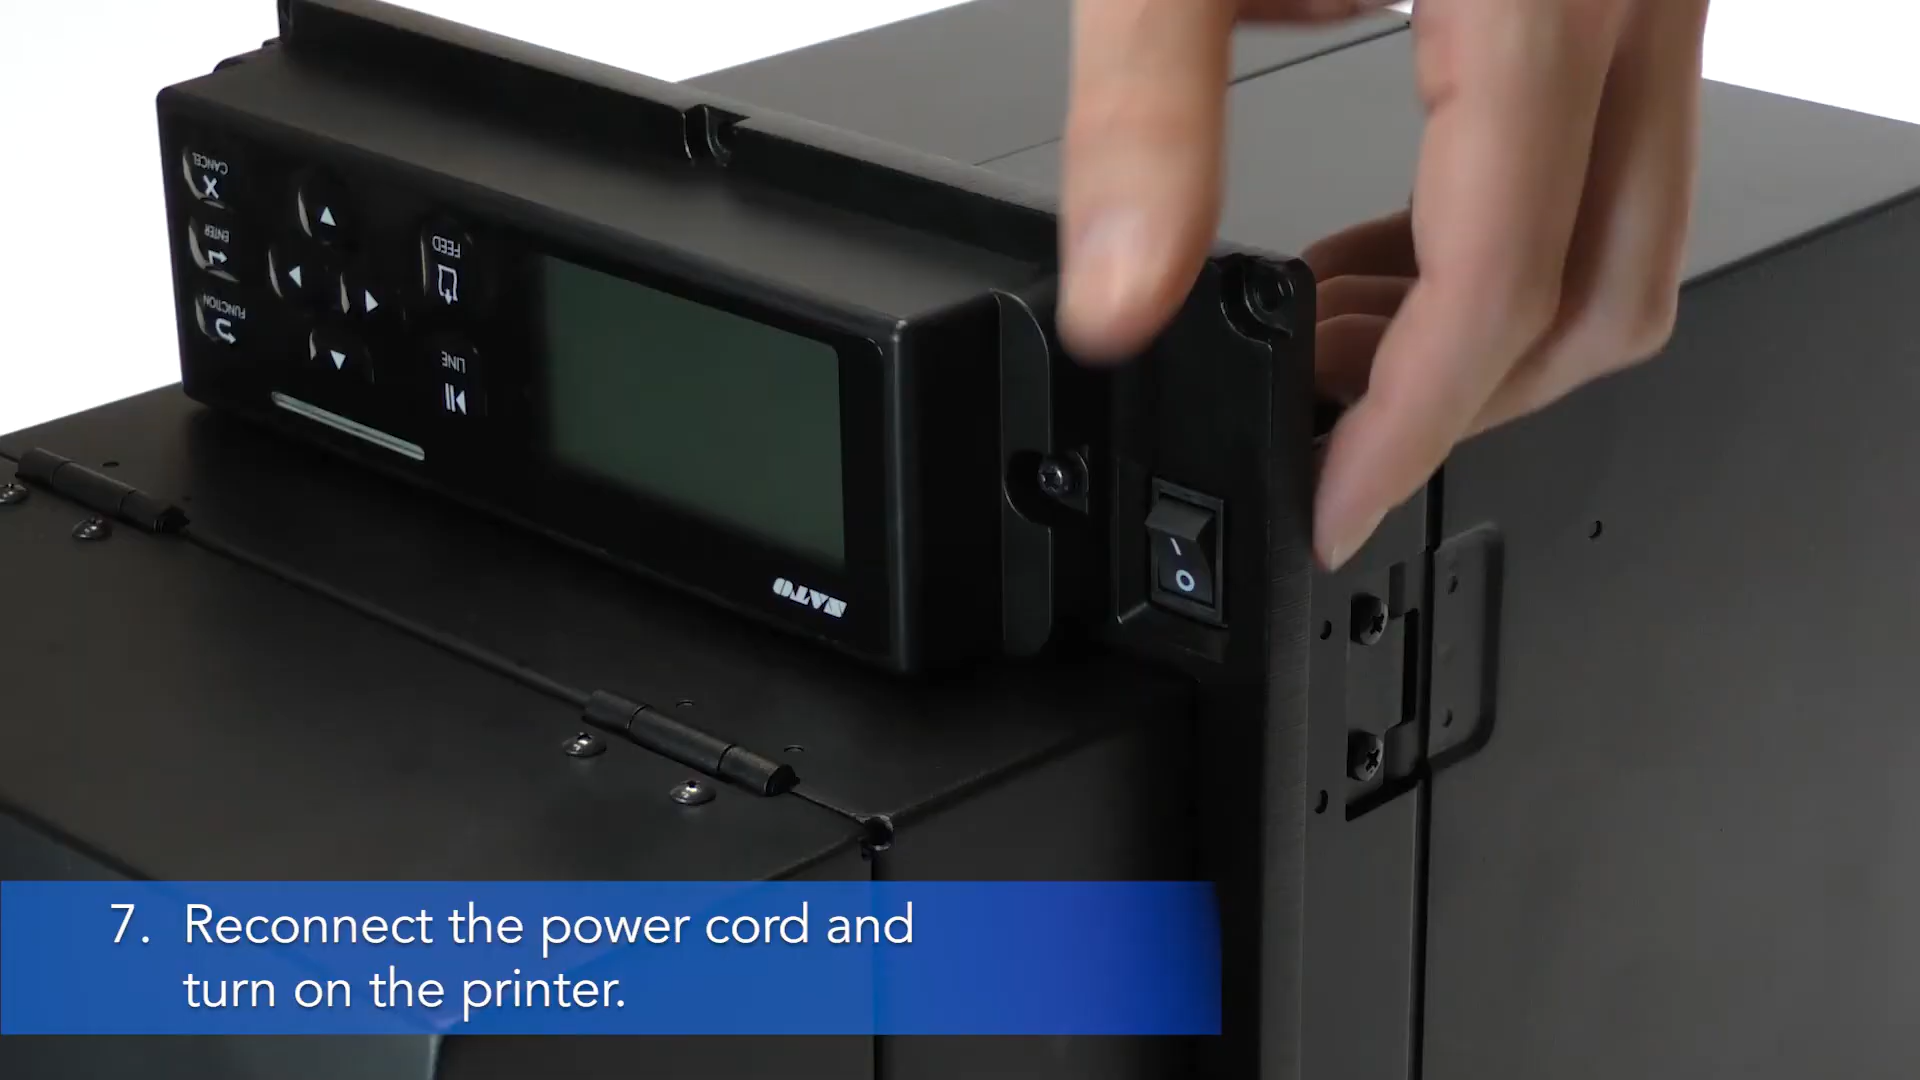 CANCEL
ENTER
FUNCTION
FEED
LINE
SATO
I
O
7. Reconnect the power cord and
turn on the printer.